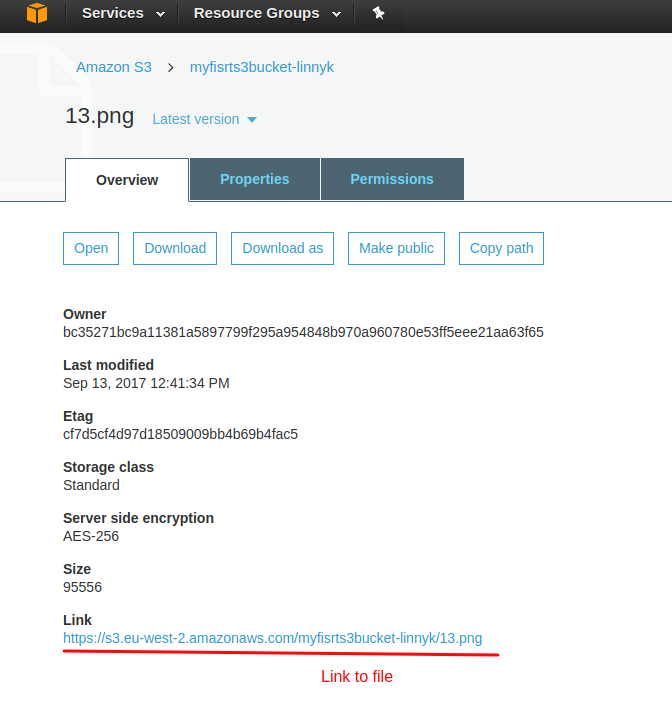 Services Resource Groups
Amazon S3 > myfisrts3bucket-linnyk
13.png Latest version
Overview Properties Permissions
Open Download Download as Make public Copy path
Owner
bc35271bc9a11381a5897799f295a954848b970a960780e53ff5eee21aa63f65
Last modified
Sep 13, 2017 12:41:34 PM
Etag
cf7d5cf4d97d18509009bb4b69b4fac5
Storage class
Standard
Server side encryption
AES-256
Size
95556
Link
https://s3.eu-west-2.amazonaws.com/myfisrts3bucket-linnyk/13.png
Link to file